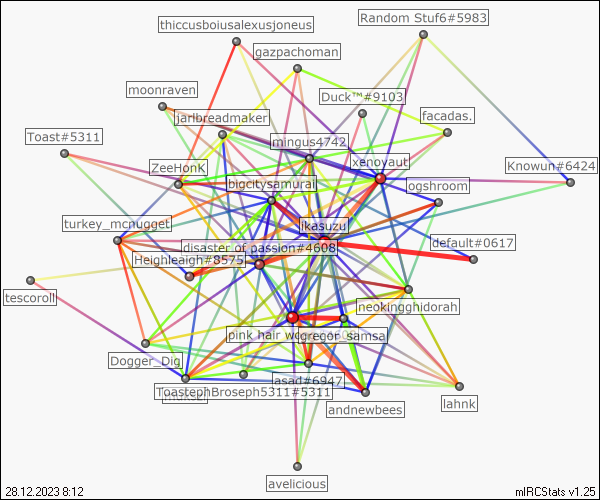 thiccusboiusalexusjoneus
Random Stuf6#5983
gazpachoman
moonraven
Duck™#9103
jarlbreadmaker
facadas.
Toast#5311
mingus4742
xenoyaut
ZeeHonk
Knowun#6424
bigcitysamurai
ogshroom
turkey_mcnugget
ikasuzu
disaster of passion#4608
default#0617
Heighleaigh#8575
tescoroll
neokingghidorah
pink hair
gregor_samsa
Dogger_Dig
asad#6947
ToastephBroseph5311#5311
andnewbees
lahnk
avelicious
28.12.2023 8:12
mIRCStats v1.25